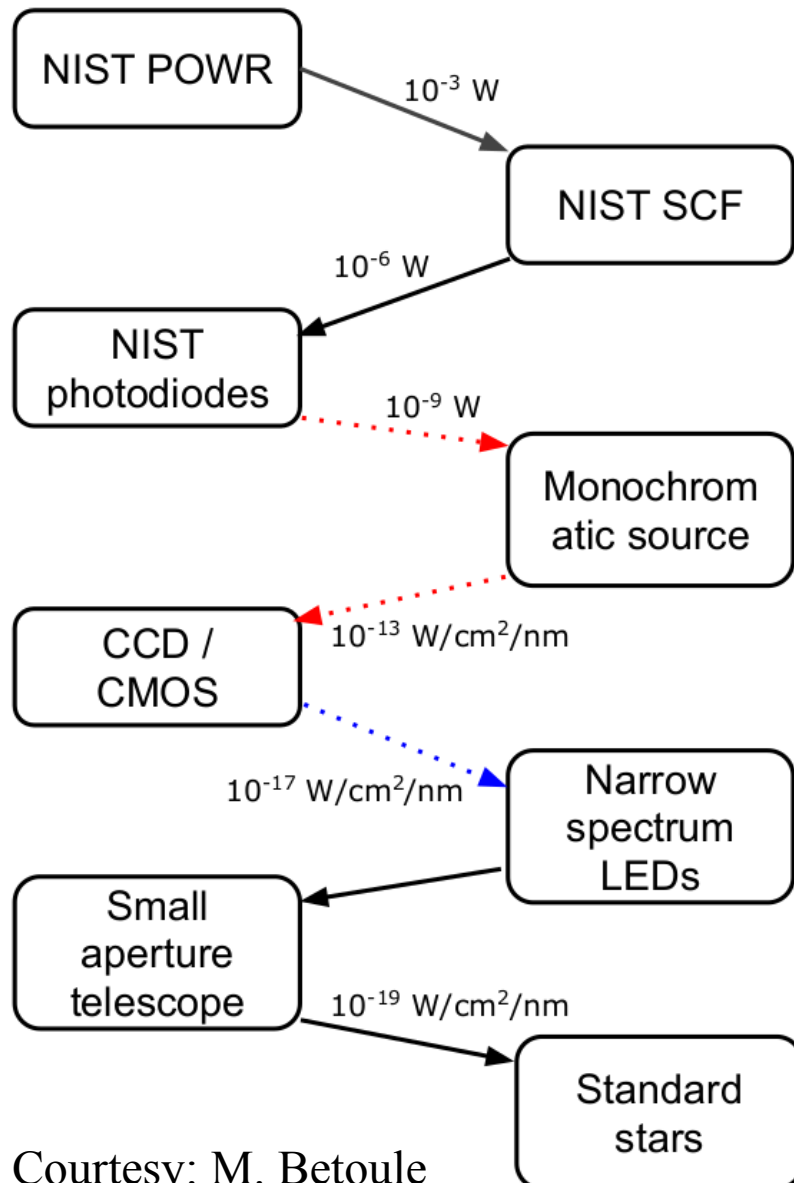 NIST POWR
10⁻³ W
NIST SCF
10⁻⁶ W
NIST
photodiodes
10⁻⁹ W
Monochrom
atic source
10⁻¹³ W/cm²/nm
CCD /
CMOS
10⁻¹⁷ W/cm²/nm
Narrow
spectrum
LEDs
Small
aperture
telescope
10⁻¹⁹ W/cm²/nm
Standard
stars
Courtesy: M. Betoule